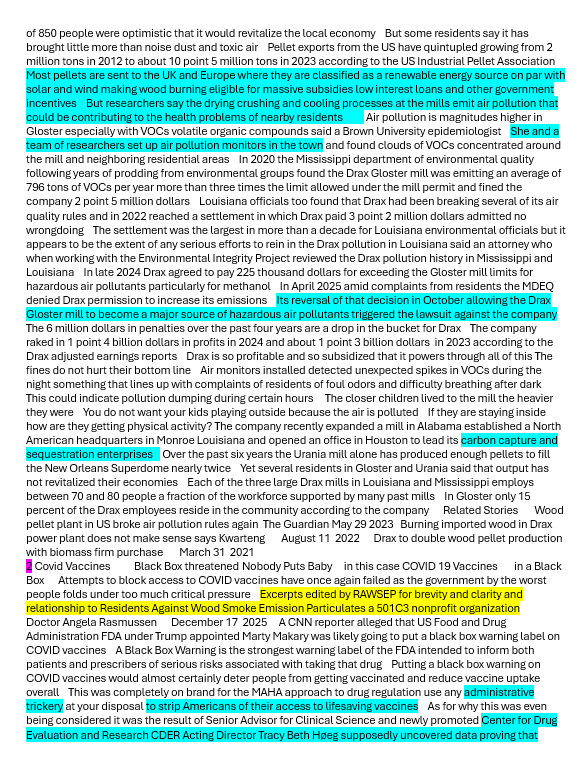 of 850 people were optimistic that it would revitalize the local economy But some residents say it has
brought little more than noise dust and toxic air Pellet exports from the US have quintupled growing from 2
million tons in 2012 to about 10 point 5 million tons in 2023 according to the US Industrial Pellet Association
Most pellets are sent to the UK and Europe where they are classified as a renewable energy source on par with
solar and wind making wood burning eligible for massive subsidies low interest loans and other government
incentives But researchers say the drying crushing and cooling processes at the mills emit air pollution that
could be contributing to the health problems of nearby residents Air pollution is magnitudes higher in
Gloster especially with VOCs volatile organic compounds said a Brown University epidemiologist She and a
team of researchers set up air pollution monitors in the town and found clouds of VOCs concentrated around
the mill and neighboring residential areas In 2020 the Mississippi department of environmental quality
following years of prodding from environmental groups found the Drax Gloster mill was emitting an average of
796 tons of VOCs per year more than three times the limit allowed under the mill permit and fined the
company 2 point 5 million dollars Louisiana officials too found that Drax had been breaking several of its air
quality rules and in 2022 reached a settlement in which Drax paid 3 point 2 million dollars admitted no
wrongdoing The settlement was the largest in more than a decade for Louisiana environmental officials but it
appears to be the extent of any serious efforts to rein in the Drax pollution in Louisiana said an attorney who
when working with the Environmental Integrity Project reviewed the Drax pollution history in Mississippi and
Louisiana In late 2024 Drax agreed to pay 225 thousand dollars for exceeding the Gloster mill limits for
hazardous air pollutants particularly for methanol In April 2025 amid complaints from residents the MDEQ
denied Drax permission to increase its emissions Its reversal of that decision in October allowing the Drax
Gloster mill to become a major source of hazardous air pollutants triggered the lawsuit against the company
The 6 million dollars in penalties over the past four years are a drop in the bucket for Drax The company
raked in 1 point 4 billion dollars in profits in 2024 and about 1 point 3 billion dollars in 2023 according to the
Drax adjusted earnings reports Drax is so profitable and so subsidized that it powers through all of this The
fines do not hurt their bottom line Air monitors installed detected unexpected spikes in VOCs during the
night something that lines up with complaints of residents of foul odors and difficulty breathing after dark
This could indicate pollution dumping during certain hours The closer children lived to the mill the heavier
they were You do not want your kids playing outside because the air is polluted If they are staying inside
how are they getting physical activity? The company recently expanded a mill in Alabama established a North
American headquarters in Monroe Louisiana and opened an office in Houston to lead its carbon capture and
sequestration enterprises Over the past six years the Urania mill alone has produced enough pellets to fill
the New Orleans Superdome nearly twice Yet several residents in Gloster and Urania said that output has
not revitalized their economies Each of the three large Drax mills in Louisiana and Mississippi employs
between 70 and 80 people a fraction of the workforce supported by many past mills In Gloster only 15
percent of the Drax employees reside in the community according to the company Related Stories Wood
pellet plant in US broke air pollution rules again The Guardian May 29 2023 Burning imported wood in Drax
power plant does not make sense says Kwarteng August 11 2022 Drax to double wood pellet production
with biomass firm purchase March 31 2021
2 Covid Vaccines Black Box threatened Nobody Puts Baby in this case COVID 19 Vaccines in a Black
Box Attempts to block access to COVID vaccines have once again failed as the government by the worst
people folds under too much critical pressure Excerpts edited by RAWSEP for brevity and clarity and
relationship to Residents Against Wood Smoke Emission Particulates a 501C3 nonprofit organization
Doctor Angela Rasmussen December 17 2025 A CNN reporter alleged that US Food and Drug
Administration FDA under Trump appointed Marty Makary was likely going to put a black box warning label on
COVID vaccines A Black Box Warning is the strongest warning label of the FDA intended to inform both
patients and prescribers of serious risks associated with taking that drug Putting a black box warning on
COVID vaccines would almost certainly deter people from getting vaccinated and reduce vaccine uptake
overall This was completely on brand for the MAHA approach to drug regulation use any administrative
trickery at your disposal to strip Americans of their access to lifesaving vaccines As for why this was even
being considered it was the result of Senior Advisor for Clinical Science and newly promoted Center for Drug
Evaluation and Research CDER Acting Director Tracy Beth Høeg supposedly uncovered data proving that